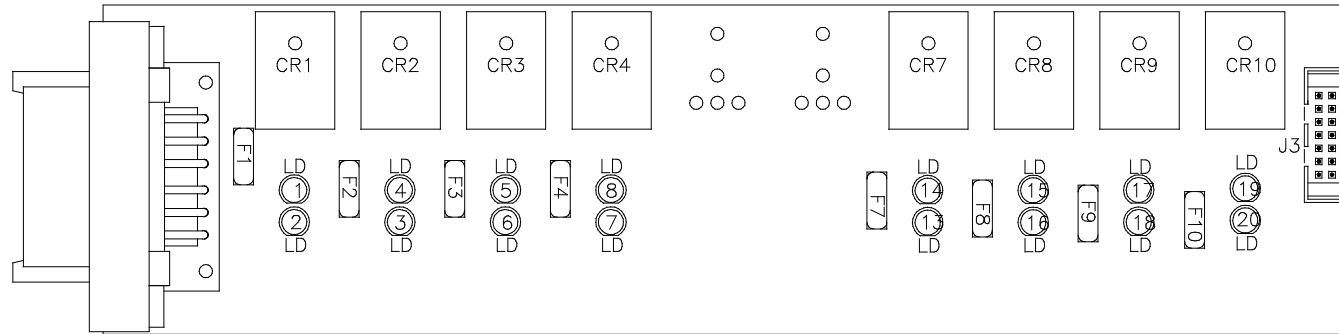 CR1 CR2 CR3 CR4 CR7 CR8 CR9 CR10
J3
F1
LD LD LD LD LD LD LD LD
1 F2 4 F3 5 F4 8 F7 14 F8 15 F9 17 F10 19
2 3 6 7 13 16 18 20
LD LD LD LD LD LD LD LD